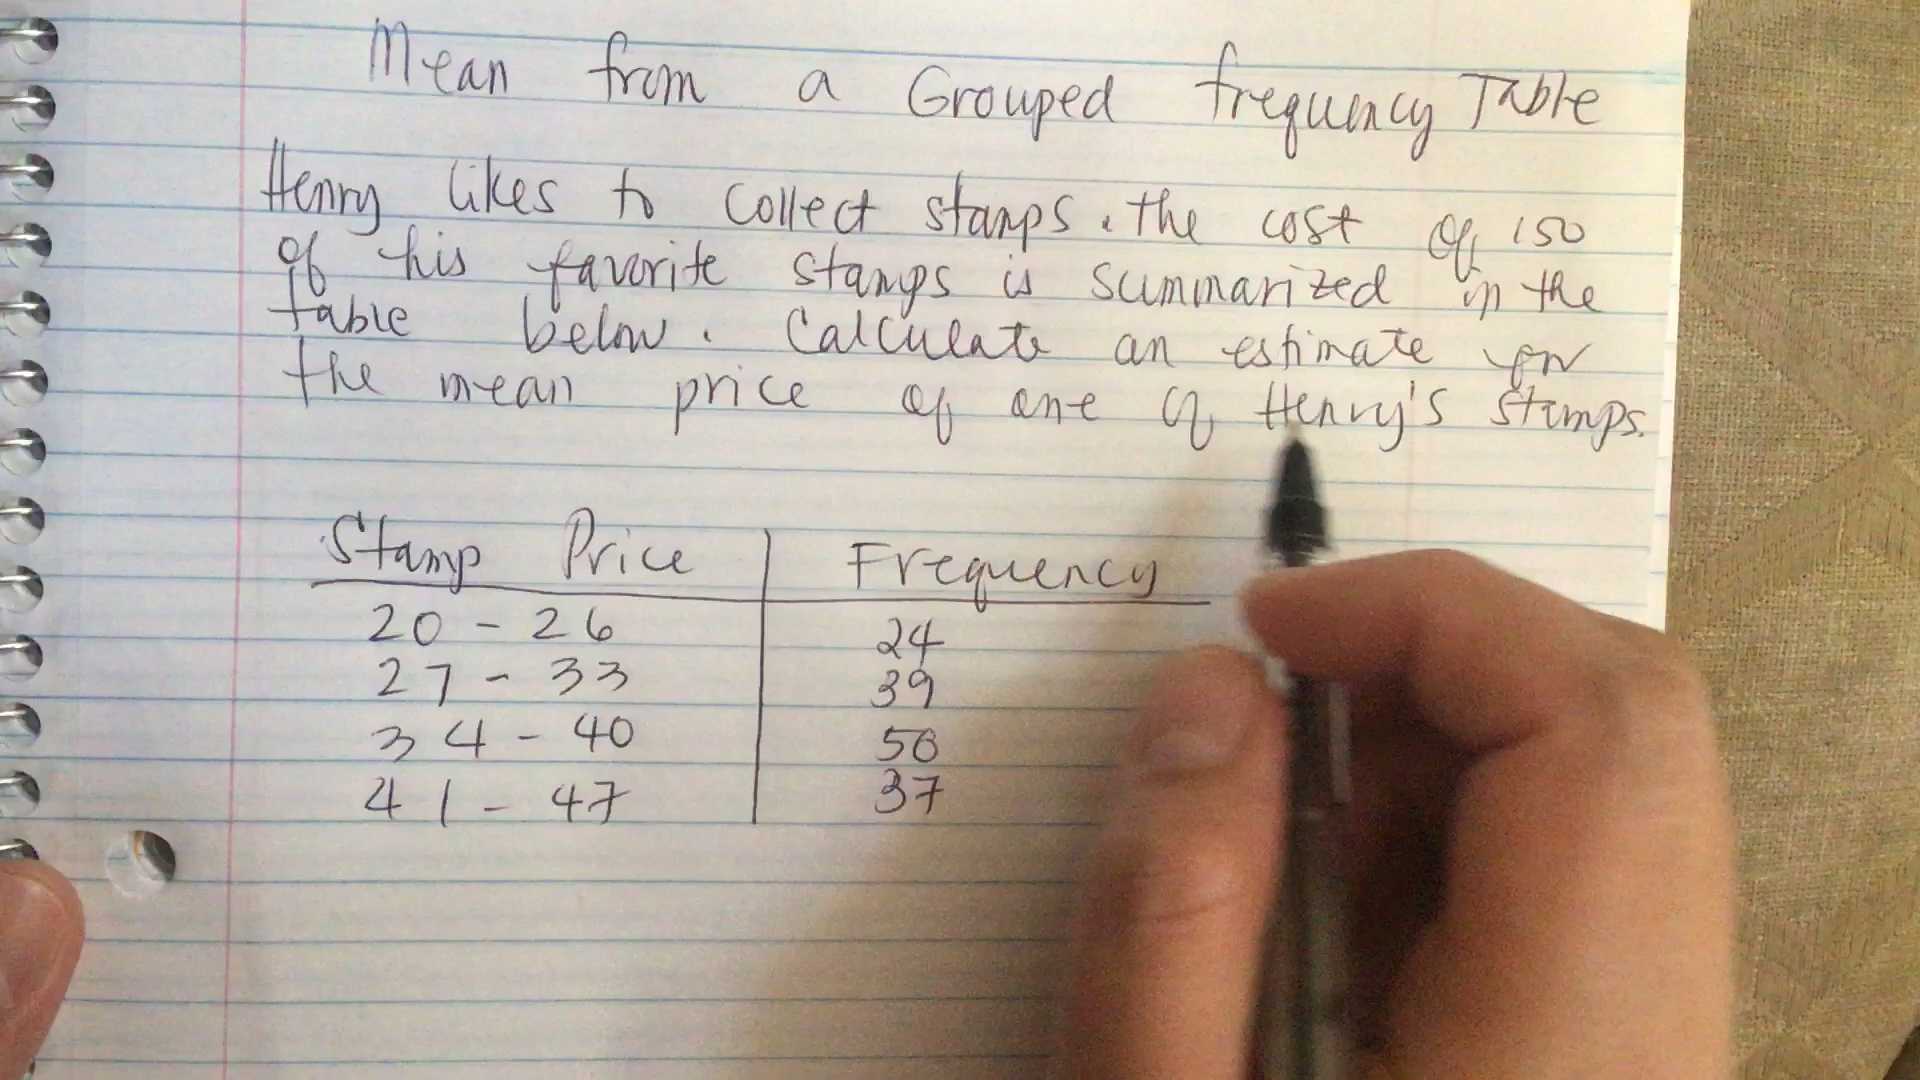 Mean from a Grouped frequency Table
Henry likes to collect stamps. the cost of 150
of his favorite stamps is summarized in the
table below. Calculate an estimate for
the mean price of one of Henry's stamps.
Stamp Price Frequency
20 - 26 24
27 - 33 39
34 - 40 50
41 - 47 37